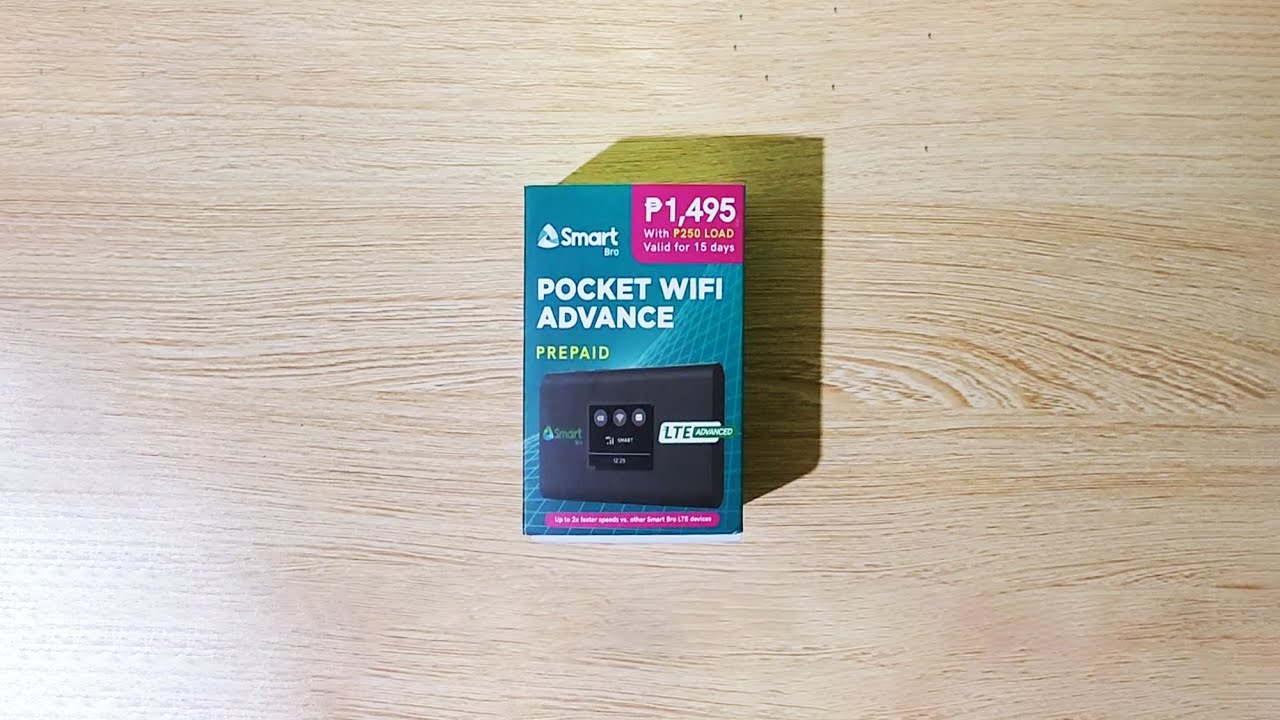 Smart
Bro
₱1,495
With ₱250 LOAD
Valid for 15 days
POCKET WIFI
ADVANCE
PREPAID
Smart
Bro
SMART
12:25
LTE ADVANCED
Up to 2x faster speeds vs. other Smart Bro LTE devices